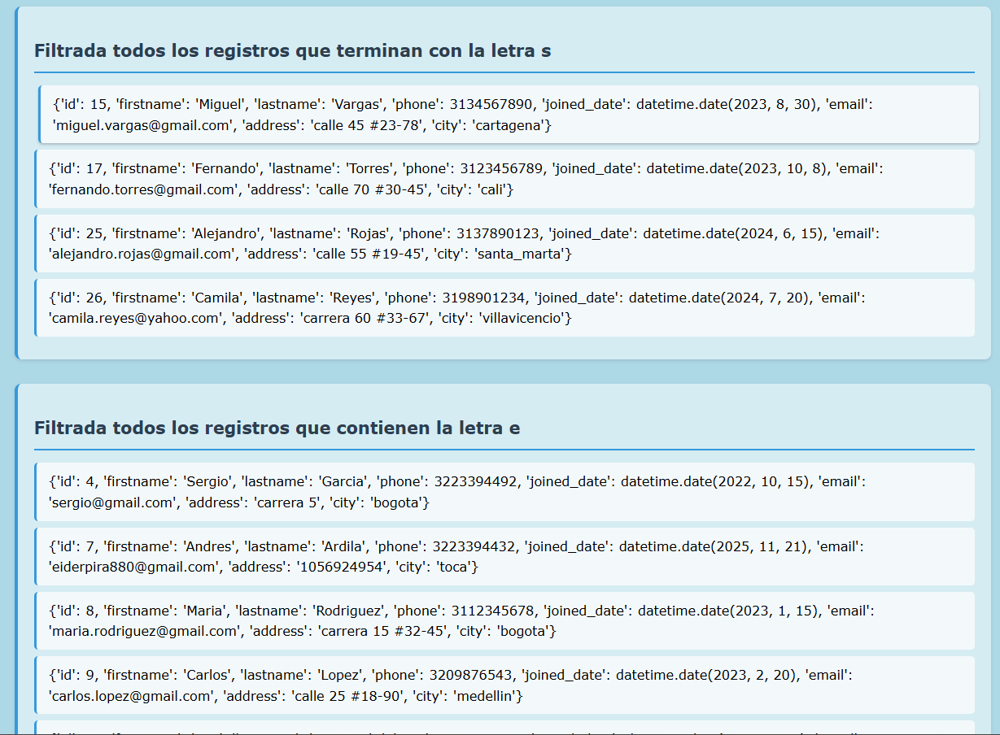 Filtrada todos los registros que terminan con la letra s
{'id': 15, 'firstname': 'Miguel', 'lastname': 'Vargas', 'phone': 3134567890, 'joined_date': datetime.date(2023, 8, 30), 'email':
'miguel.vargas@gmail.com', 'address': 'calle 45 #23-78', 'city': 'cartagena'}
{'id': 17, 'firstname': 'Fernando', 'lastname': 'Torres', 'phone': 3123456789, 'joined_date': datetime.date(2023, 10, 8), 'email':
'fernando.torres@gmail.com', 'address': 'calle 70 #30-45', 'city': 'cali'}
{'id': 25, 'firstname': 'Alejandro', 'lastname': 'Rojas', 'phone': 3137890123, 'joined_date': datetime.date(2024, 6, 15), 'email':
'alejandro.rojas@gmail.com', 'address': 'calle 55 #19-45', 'city': 'santa_marta'}
{'id': 26, 'firstname': 'Camila', 'lastname': 'Reyes', 'phone': 3198901234, 'joined_date': datetime.date(2024, 7, 20), 'email':
'camila.reyes@yahoo.com', 'address': 'carrera 60 #33-67', 'city': 'villavicencio'}
Filtrada todos los registros que contienen la letra e
{'id': 4, 'firstname': 'Sergio', 'lastname': 'Garcia', 'phone': 3223394492, 'joined_date': datetime.date(2022, 10, 15), 'email':
'sergio@gmail.com', 'address': 'carrera 5', 'city': 'bogota'}
{'id': 7, 'firstname': 'Andres', 'lastname': 'Ardila', 'phone': 3223394432, 'joined_date': datetime.date(2025, 11, 21), 'email':
'eiderpira880@gmail.com', 'address': '1056924954', 'city': 'toca'}
{'id': 8, 'firstname': 'Maria', 'lastname': 'Rodriguez', 'phone': 3112345678, 'joined_date': datetime.date(2023, 1, 15), 'email':
'maria.rodriguez@gmail.com', 'address': 'carrera 15 #32-45', 'city': 'bogota'}
{'id': 9, 'firstname': 'Carlos', 'lastname': 'Lopez', 'phone': 3209876543, 'joined_date': datetime.date(2023, 2, 20), 'email':
'carlos.lopez@gmail.com', 'address': 'calle 25 #18-90', 'city': 'medellin'}